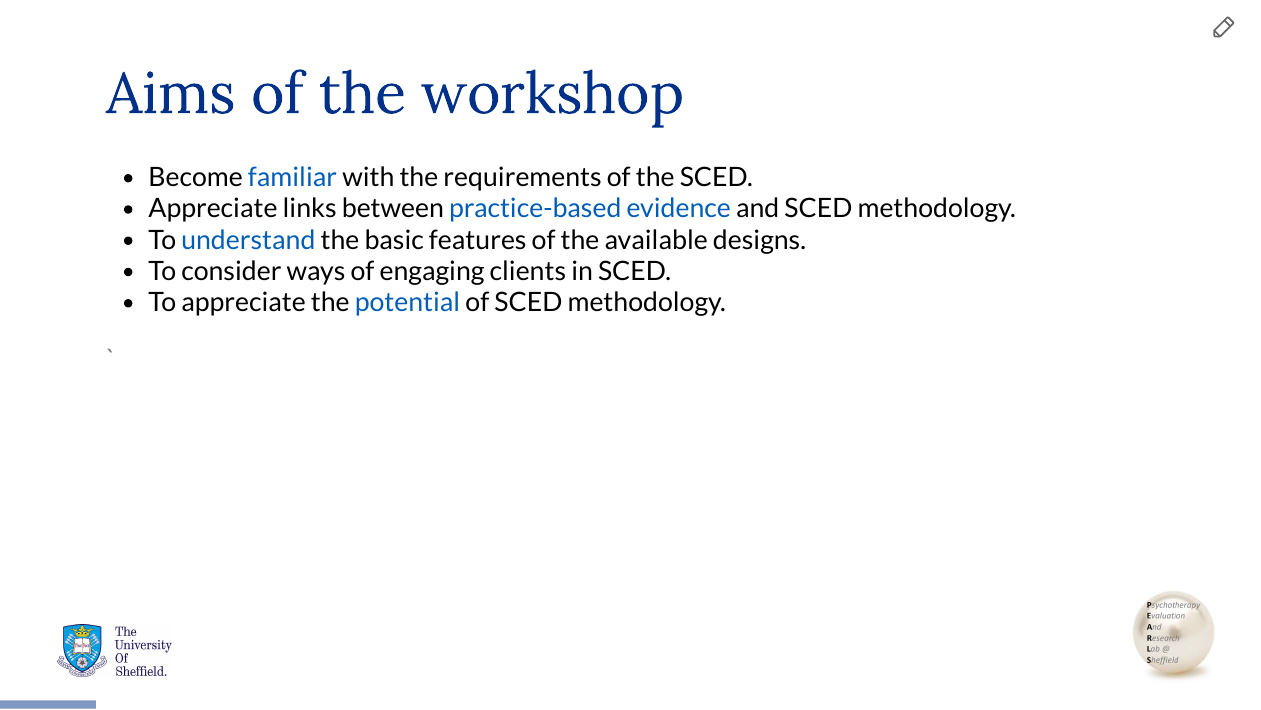 Aims of the workshop
• Become familiar with the requirements of the SCED.
• Appreciate links between practice-based evidence and SCED methodology.
• To understand the basic features of the available designs.
• To consider ways of engaging clients in SCED.
• To appreciate the potential of SCED methodology.
`
The
University
Of
Sheffield.
Psychotherapy
Evaluation
And
Research
Lab @
Sheffield